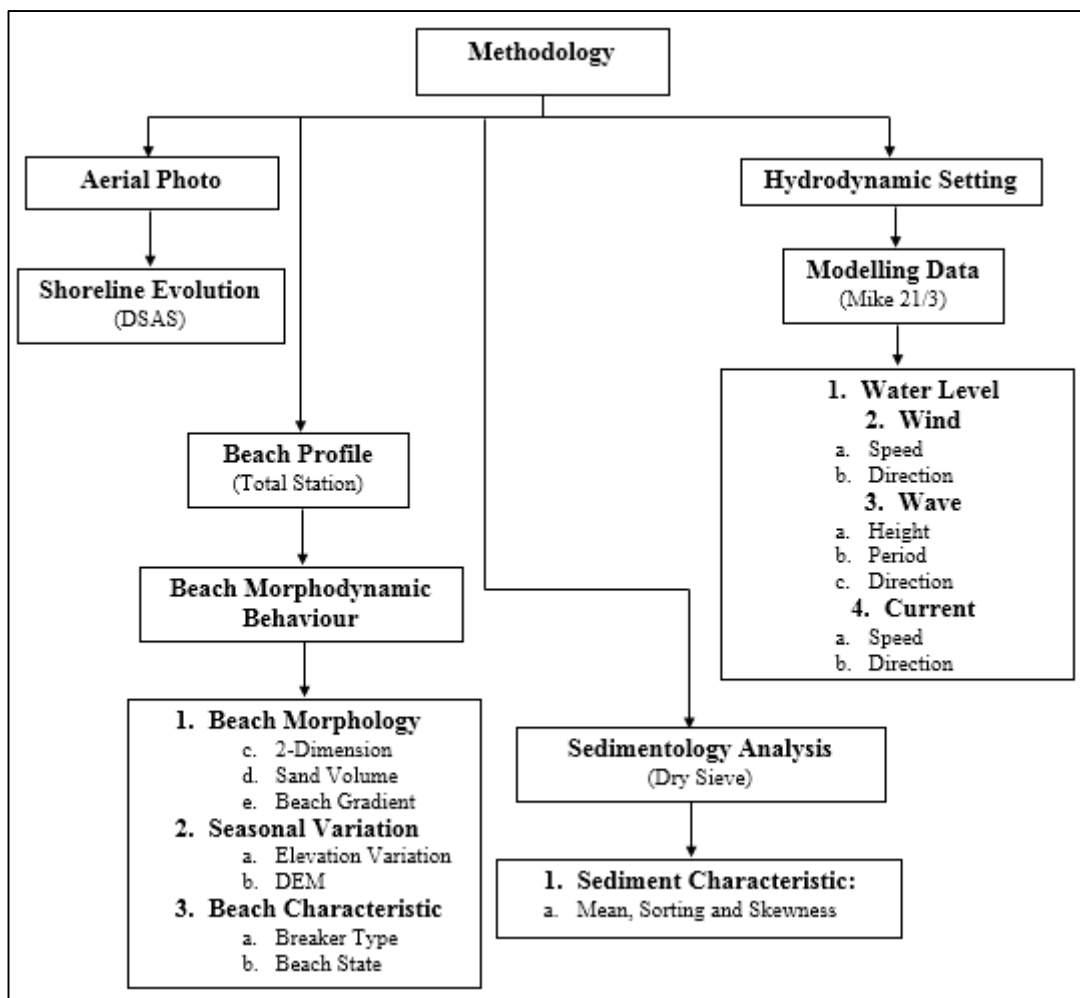 Methodology
Aerial Photo
Shoreline Evolution
(DSAS)
Beach Profile
(Total Station)
Beach Morphodynamic
Behaviour
1. Beach Morphology
c. 2-Dimension
d. Sand Volume
e. Beach Gradient
2. Seasonal Variation
a. Elevation Variation
b. DEM
3. Beach Characteristic
a. Breaker Type
b. Beach State
Sedimentology Analysis
(Dry Sieve)
1. Sediment Characteristic:
a. Mean, Sorting and Skewness
Hydrodynamic Setting
Modelling Data
(Mike 21/3)
1. Water Level
2. Wind
a. Speed
b. Direction
3. Wave
a. Height
b. Period
c. Direction
4. Current
a. Speed
b. Direction